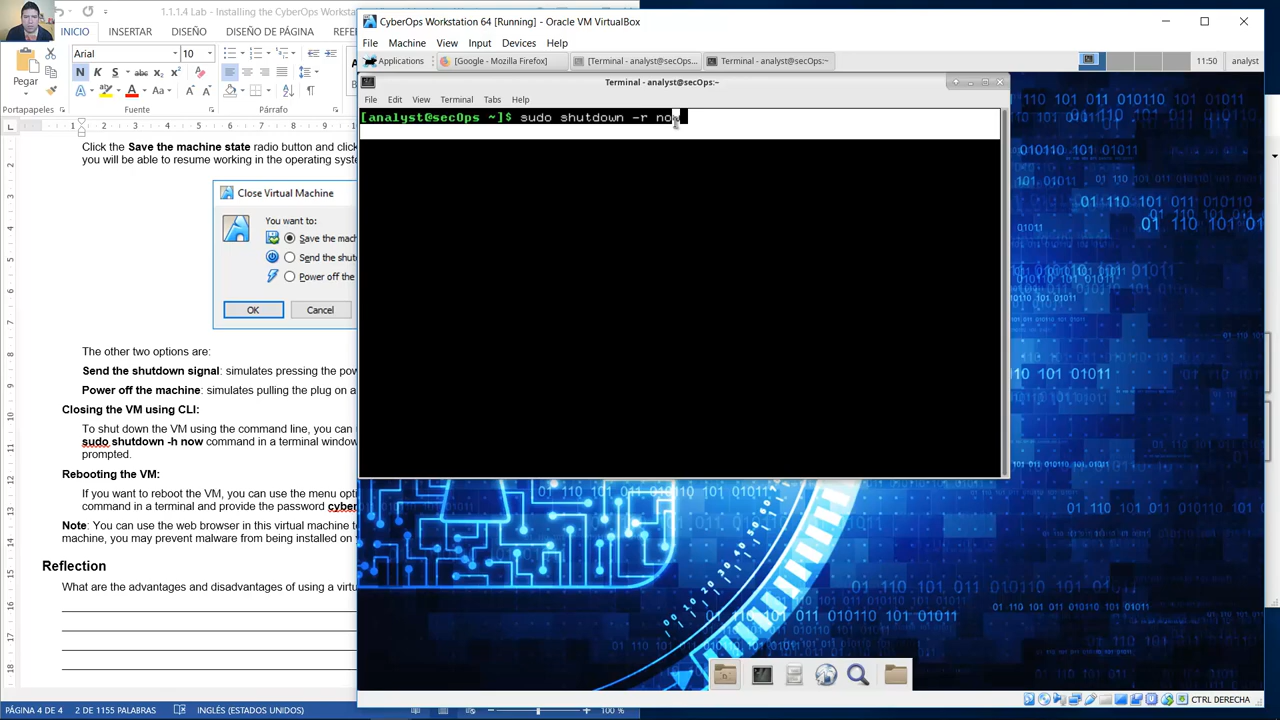 1.1.1.4 Lab - Installing the CyberOps Workstation
INICIO INSERTAR DISEÑO DISEÑO DE PÁGINA REFE
Arial 10
Pegar
Portapapeles
Fuente
Click the Save the machine state radio button and clic
you will be able to resume working in the operating syste
Close Virtual Machine
You want to:
Save the mac
Send the shut
Power off the
OK Cancel
The other two options are:
Send the shutdown signal: simulates pressing the pow
Power off the machine: simulates pulling the plug on a
Closing the VM using CLI:
To shut down the VM using the command line, you can
sudo shutdown -h now command in a terminal window
prompted.
Rebooting the VM:
If you want to reboot the VM, you can use the menu opti
command in a terminal and provide the password cyber
Note: You can use the web browser in this virtual machine t
machine, you may prevent malware from being installed on
Reflection
What are the advantages and disadvantages of using a virtu
PÁGINA 4 DE 4 2 DE 1155 PALABRAS INGLÉS (ESTADOS UNIDOS) 100 %
CyberOps Workstation 64 [Running] - Oracle VM VirtualBox
File Machine View Input Devices Help
Applications [Google - Mozilla Firefox] [Terminal - analyst@secOps... Terminal - analyst@secOps:~ 11:50 analyst
Terminal - analyst@secOps:~
File Edit View Terminal Tabs Help
[analyst@secOps ~]$ sudo shutdown -r now
CTRL DERECHA